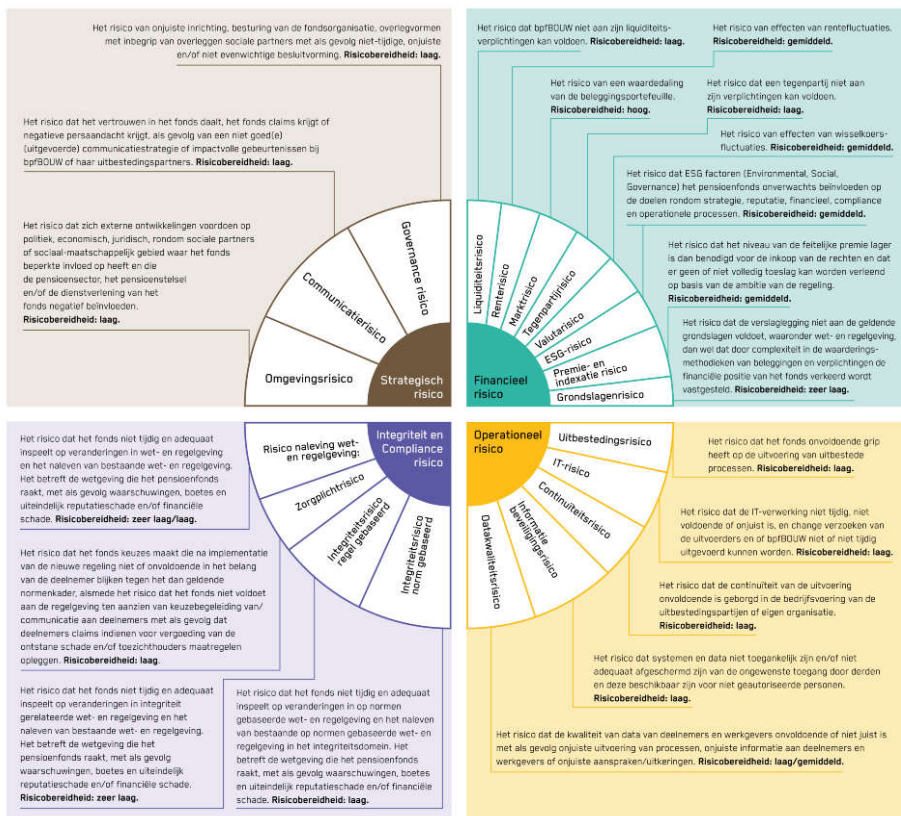 Het risico van onjuiste inrichting, besturing van de fondsorganisatie, overlegvormen
met inbegrip van overleggen sociale partners met als gevolg niet-tijdige, onjuiste
en/of niet evenwichtige besluitvorming. Risicobereidheid: laag.
Het risico dat het vertrouwen in het fonds daalt, het fonds claims krijgt of
negatieve persaandacht krijgt, als gevolg van een niet goed(e)
(uitgevoerde) communicatiestrategie of impactvolle gebeurtenissen bij
bpfBOUW of haar uitbestedingspartners. Risicobereidheid: laag.
Het risico dat zich externe ontwikkelingen voordoen op
politiek, economisch, juridisch, rondom sociale partners
of sociaal-maatschappelijk gebied waar het fonds
beperkte invloed op heeft en die
de pensioensector, het pensioenstelsel
en/of de dienstverlening van het
fonds negatief beïnvloeden.
Risicobereidheid: laag.
Governance risico
Communicatierisico
Omgevingsrisico
Strategisch
risico
Het risico dat bpfBOUW niet aan zijn liquiditeits-
verplichtingen kan voldoen. Risicobereidheid: laag.
Het risico van effecten van rentefluctuaties.
Risicobereidheid: gemiddeld.
Het risico van een waardedaling
van de beleggingsportefeuille.
Risicobereidheid: hoog.
Het risico dat een tegenpartij niet aan
zijn verplichtingen kan voldoen.
Risicobereidheid: laag.
Het risico van effecten van wisselkoers-
fluctuaties. Risicobereidheid: gemiddeld.
Het risico dat ESG factoren (Environmental, Social,
Governance) het pensioenfonds onverwachts beïnvloeden op
de doelen rondom strategie, reputatie, financieel, compliance
en operationele processen. Risicobereidheid: gemiddeld.
Het risico dat het niveau van de feitelijke premie lager
is dan benodigd voor de inkoop van de rechten en dat
er geen of niet volledig toeslag kan worden verleend
op basis van de ambitie van de regeling.
Risicobereidheid: gemiddeld.
Het risico dat de verslaglegging niet aan de geldende
grondslagen voldoet, waaronder wet- en regelgeving,
dan wel dat door complexiteit in de waarderings-
methodieken van beleggingen en verplichtingen de
financiële positie van het fonds verkeerd wordt
vastgesteld. Risicobereidheid: zeer laag.
Liquiditeitsrisico
Renterisico
Marktrisico
Tegenpartijrisico
Valutarisico
ESG-risico
Premie- en
indexatie risico
Grondslagenrisico
Financieel
risico
Het risico dat het fonds niet tijdig en adequaat
inspeelt op veranderingen in wet- en regelgeving
en het naleven van bestaande wet- en regelgeving.
Het betreft de wetgeving die het pensioenfonds
raakt, met als gevolg waarschuwingen, boetes en
uiteindelijk reputatieschade en/of financiële
schade. Risicobereidheid: zeer laag/laag.
Het risico dat het fonds keuzes maakt die na implementatie
van de nieuwe regeling niet of onvoldoende in het belang
van de deelnemer blijken tegen het dan geldende
normenkader, alsmede het risico dat het fonds niet voldoet
aan de regelgeving ten aanzien van keuzebegeleiding van/
communicatie aan deelnemers met als gevolg dat
deelnemers claims indienen voor vergoeding van de
ontstane schade en/of toezichthouders maatregelen
opleggen. Risicobereidheid: laag.
Het risico dat het fonds niet tijdig en adequaat
inspeelt op veranderingen in integriteit
gerelateerde wet- en regelgeving en het
naleven van bestaande wet- en regelgeving.
Het betreft de wetgeving die het
pensioenfonds raakt, met als gevolg
waarschuwingen, boetes en uiteindelijk
reputatieschade en/of financiële schade.
Risicobereidheid: zeer laag.
Het risico dat het fonds niet tijdig en adequaat
inspeelt op veranderingen in op normen
gebaseerde wet- en regelgeving en het naleven
van bestaande op normen gebaseerde wet- en
regelgeving in het integriteitsdomein. Het
betreft de wetgeving die het pensioenfonds
raakt, met als gevolg waarschuwingen, boetes
en uiteindelijk reputatieschade en/of financiële
schade. Risicobereidheid: laag.
Risico naleving wet-
en regelgeving:
Zorgplichtrisico
Integriteitsrisico
regel gebaseerd
Integriteitsrisico
norm gebaseerd
Integriteit en
Compliance
risico
Operationeel
risico
Uitbestedingsrisico
IT-risico
Continuïteitsrisico
Informatie
beveiligingsrisico
Datakwaliteitsrisico
Het risico dat het fonds onvoldoende grip
heeft op de uitvoering van uitbestede
processen. Risicobereidheid: laag.
Het risico dat de IT-verwerking niet tijdig, niet
voldoende of onjuist is, en change verzoeken van
de uitvoerders en of bpfBOUW niet of niet tijdig
uitgevoerd kunnen worden. Risicobereidheid: laag.
Het risico dat de continuïteit van de uitvoering
onvoldoende is geborgd in de bedrijfsvoering van de
uitbestedingspartijen of eigen organisatie.
Risicobereidheid: laag.
Het risico dat systemen en data niet toegankelijk zijn en/of niet
adequaat afgeschermd zijn van de ongewenste toegang door derden
en deze beschikbaar zijn voor niet geautoriseerde personen.
Risicobereidheid: laag.
Het risico dat de kwaliteit van data van deelnemers en werkgevers onvoldoende of niet juist is
met als gevolg onjuiste uitvoering van processen, onjuiste informatie aan deelnemers en
werkgevers of onjuiste aanspraken/uitkeringen. Risicobereidheid: laag/gemiddeld.